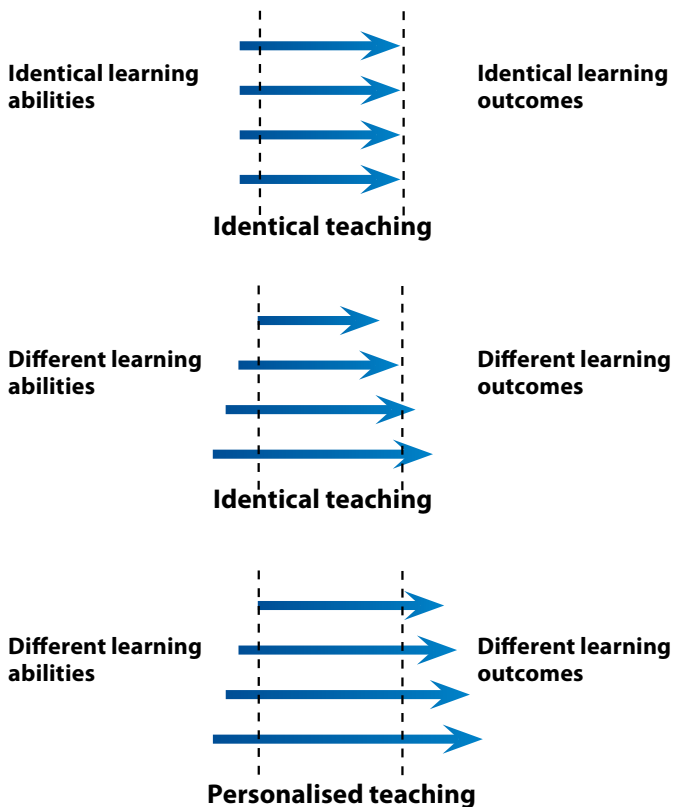 Identical learning
abilities
Identical learning
outcomes
Identical teaching
Different learning
abilities
Different learning
outcomes
Identical teaching
Different learning
abilities
Different learning
outcomes
Personalised teaching